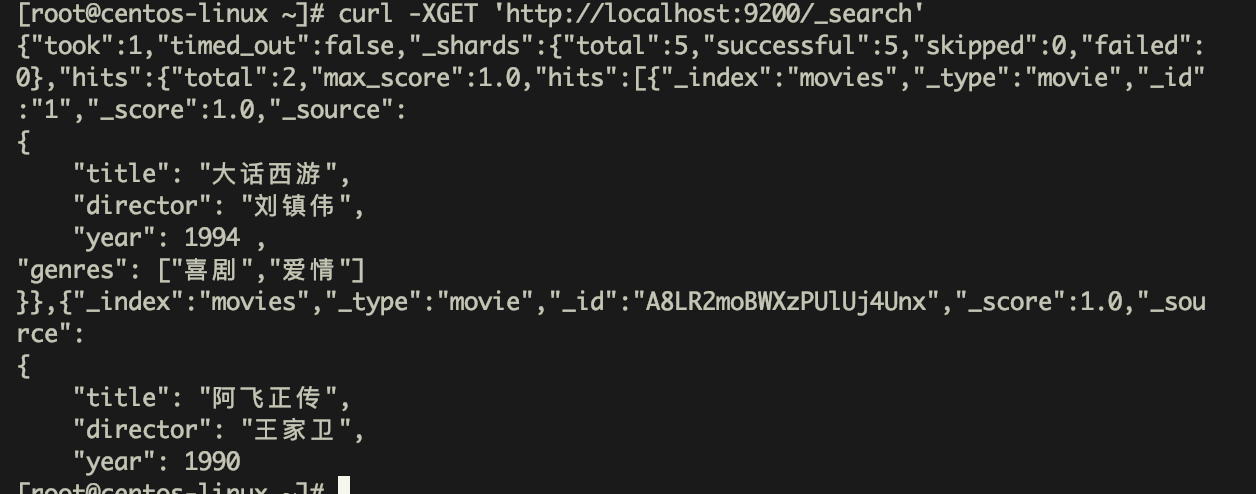 [root@centos-linux ~]# curl -XGET 'http://localhost:9200/_search'
{"took":1,"timed_out":false,"_shards":{"total":5,"successful":5,"skipped":0,"failed":
0},"hits":{"total":2,"max_score":1.0,"hits":[{"_index":"movies","_type":"movie","_id"
:"1","_score":1.0,"_source":
{
    "title": "大话西游",
    "director": "刘镇伟",
    "year": 1994 ,
"genres": ["喜剧","爱情"]
}},{"_index":"movies","_type":"movie","_id":"A8LR2moBWXzPUlUj4Unx","_score":1.0,"_sou
rce":
{
    "title": "阿飞正传",
    "director": "王家卫",
    "year": 1990
[root@centos-linux ~]#